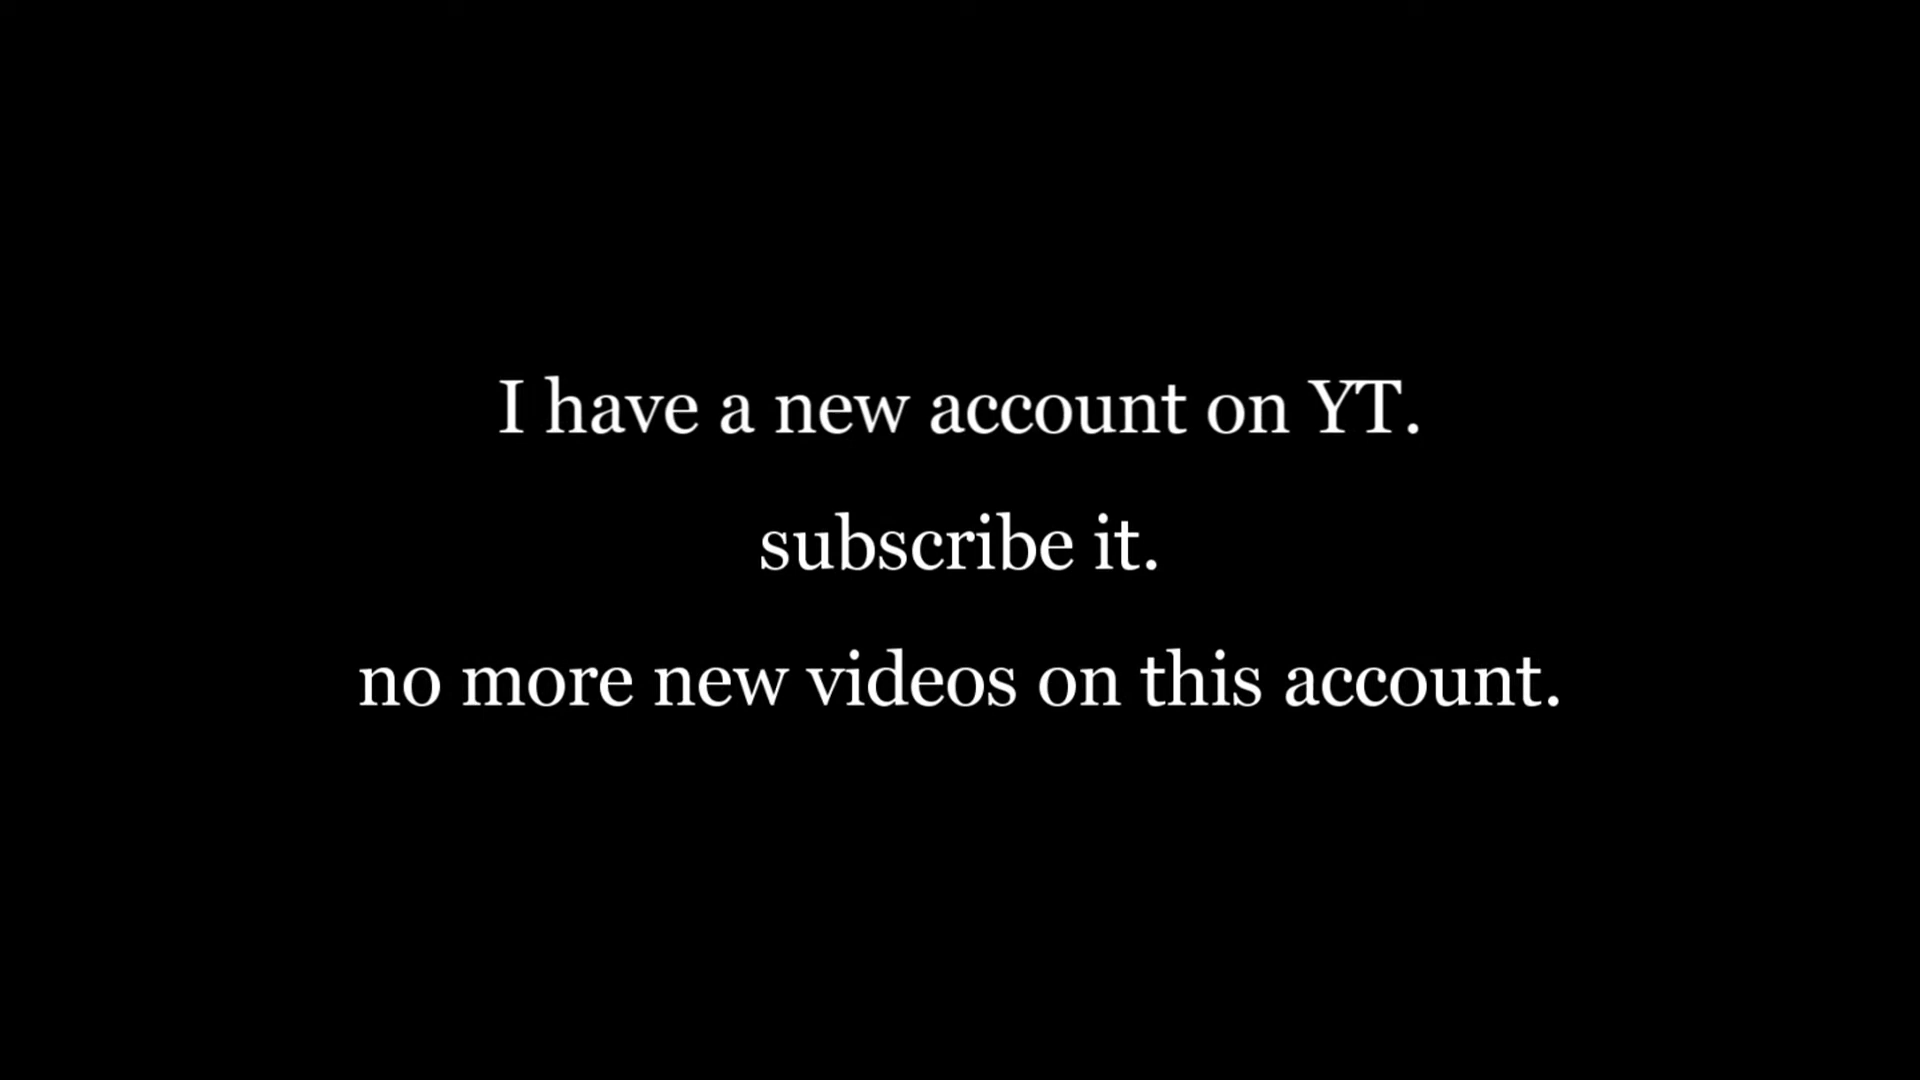 I have a new account on YT.
subscribe it.
no more new videos on this account.